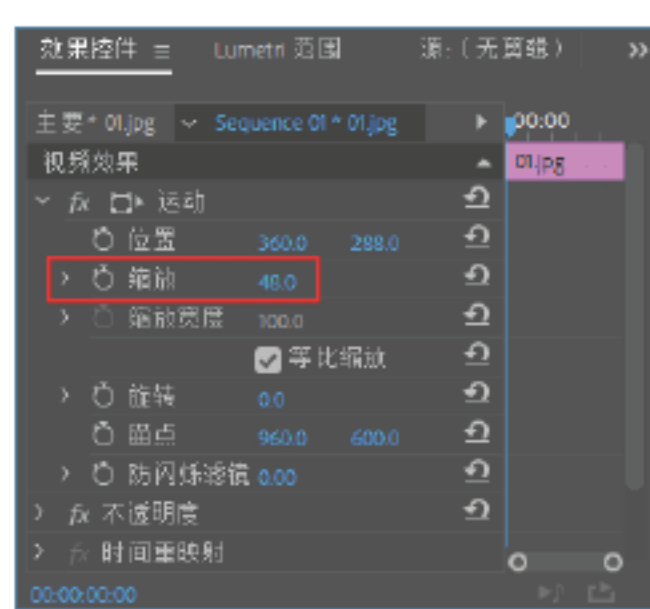 效果控件 ≡ Lumetri 范围 源:（无剪辑） »
主要 * 01.jpg Sequence 01 * 01.jpg 00:00
视频效果 01.jpg
fx 运动
位置 360.0 288.0
缩放 48.0
缩放宽度 100.0
等比缩放
旋转 0.0
锚点 960.0 600.0
防闪烁滤镜 0.00
fx 不透明度
fx 时间重映射
00:00:00:00